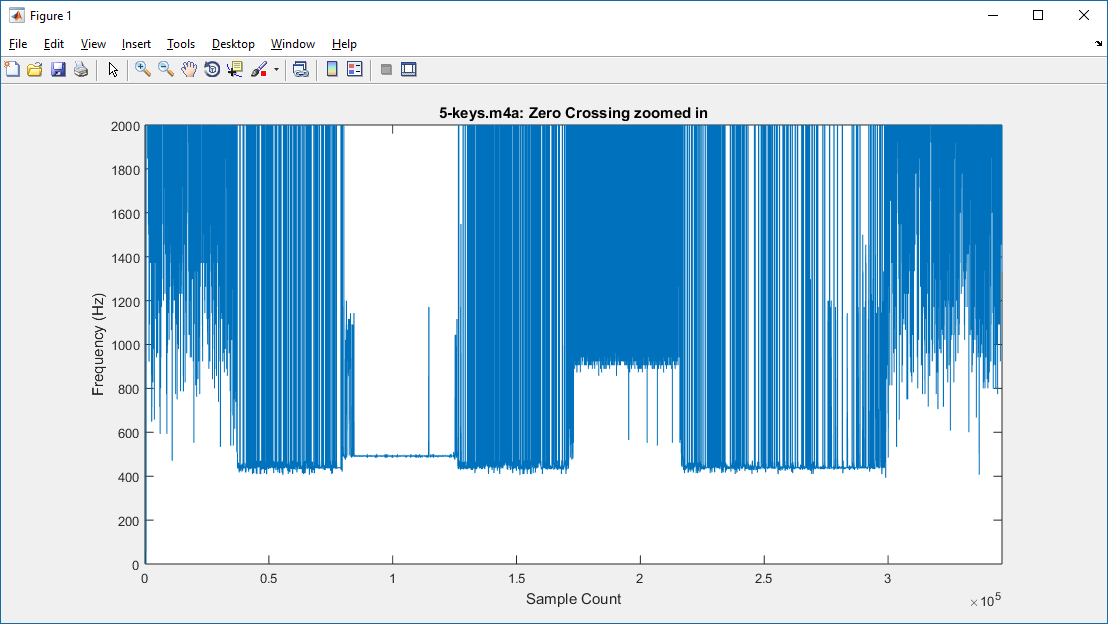 Figure 1
File Edit View Insert Tools Desktop Window Help
5-keys.m4a: Zero Crossing zoomed in
2000
1800
1600
1400
1200
1000
800
600
400
200
0
Frequency (Hz)
0 0.5 1 1.5 2 2.5 3
Sample Count
×10^5